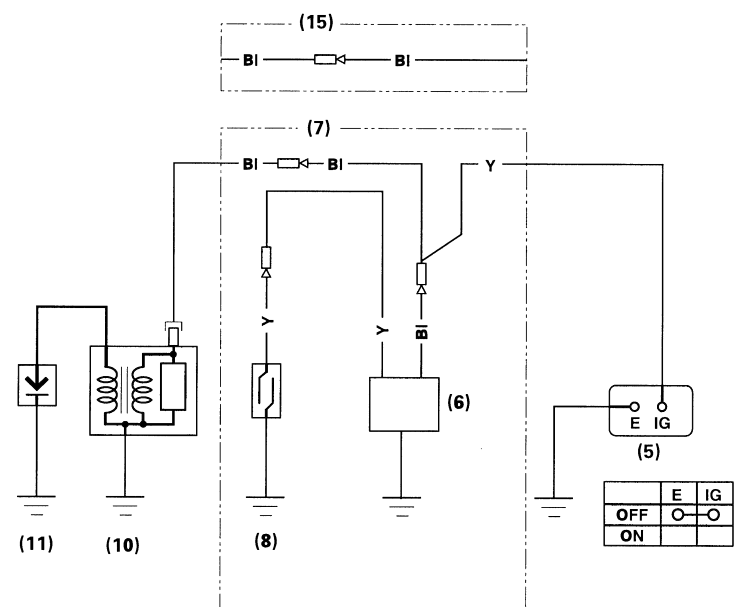 (15)
Bl Bl
(7)
Bl Bl Y
Y Y Bl
(6)
E IG
(5)
E IG
OFF
ON
(11) (10) (8)